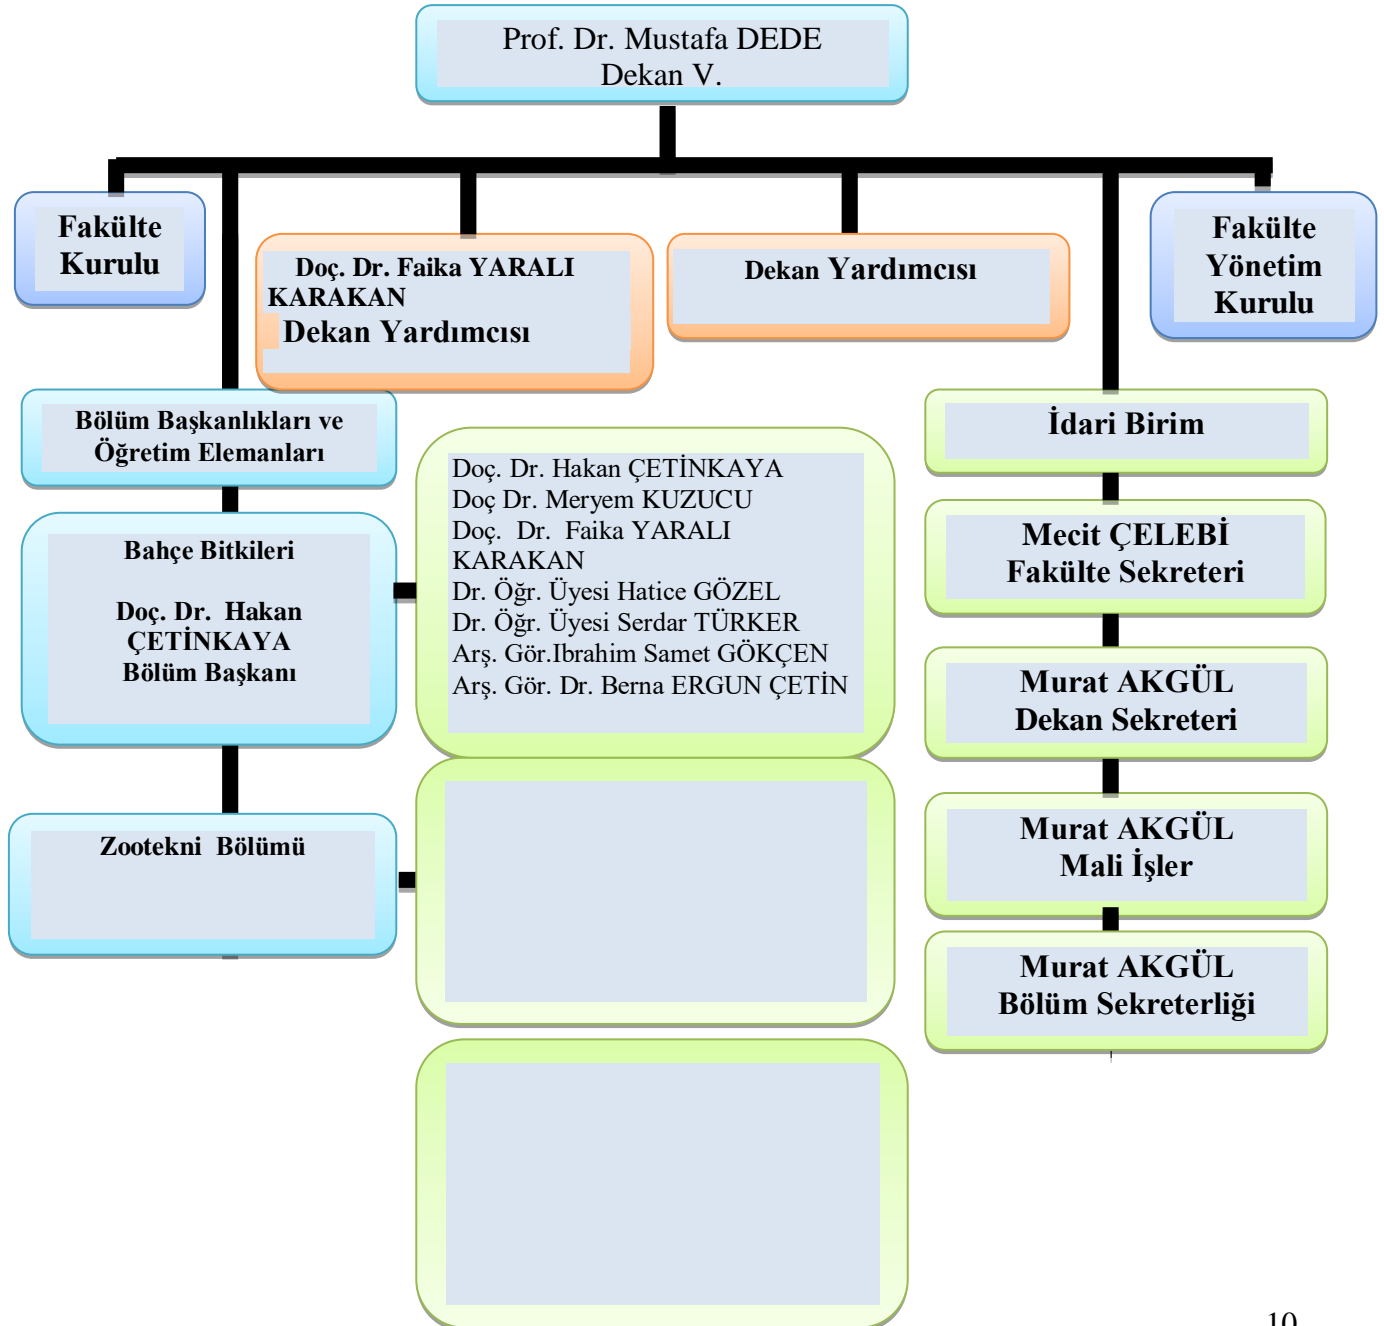 Prof. Dr. Mustafa DEDE
Dekan V.
Fakülte
Kurulu
Doç. Dr. Faika YARALI
KARAKAN
Dekan Yardımcısı
Dekan Yardımcısı
Fakülte
Yönetim
Kurulu
Bölüm Başkanlıkları ve
Öğretim Elemanları
Bahçe Bitkileri
Doç. Dr. Hakan
ÇETİNKAYA
Bölüm Başkanı
Doç. Dr. Hakan ÇETİNKAYA
Doç Dr. Meryem KUZUCU
Doç. Dr. Faika YARALI
KARAKAN
Dr. Öğr. Üyesi Hatice GÖZEL
Dr. Öğr. Üyesi Serdar TÜRKER
Arş. Gör.Ibrahim Samet GÖKÇEN
Arş. Gör. Dr. Berna ERGUN ÇETİN
Zootekni Bölümü
İdari Birim
Mecit ÇELEBİ
Fakülte Sekreteri
Murat AKGÜL
Dekan Sekreteri
Murat AKGÜL
Mali İşler
Murat AKGÜL
Bölüm Sekreterliği
10